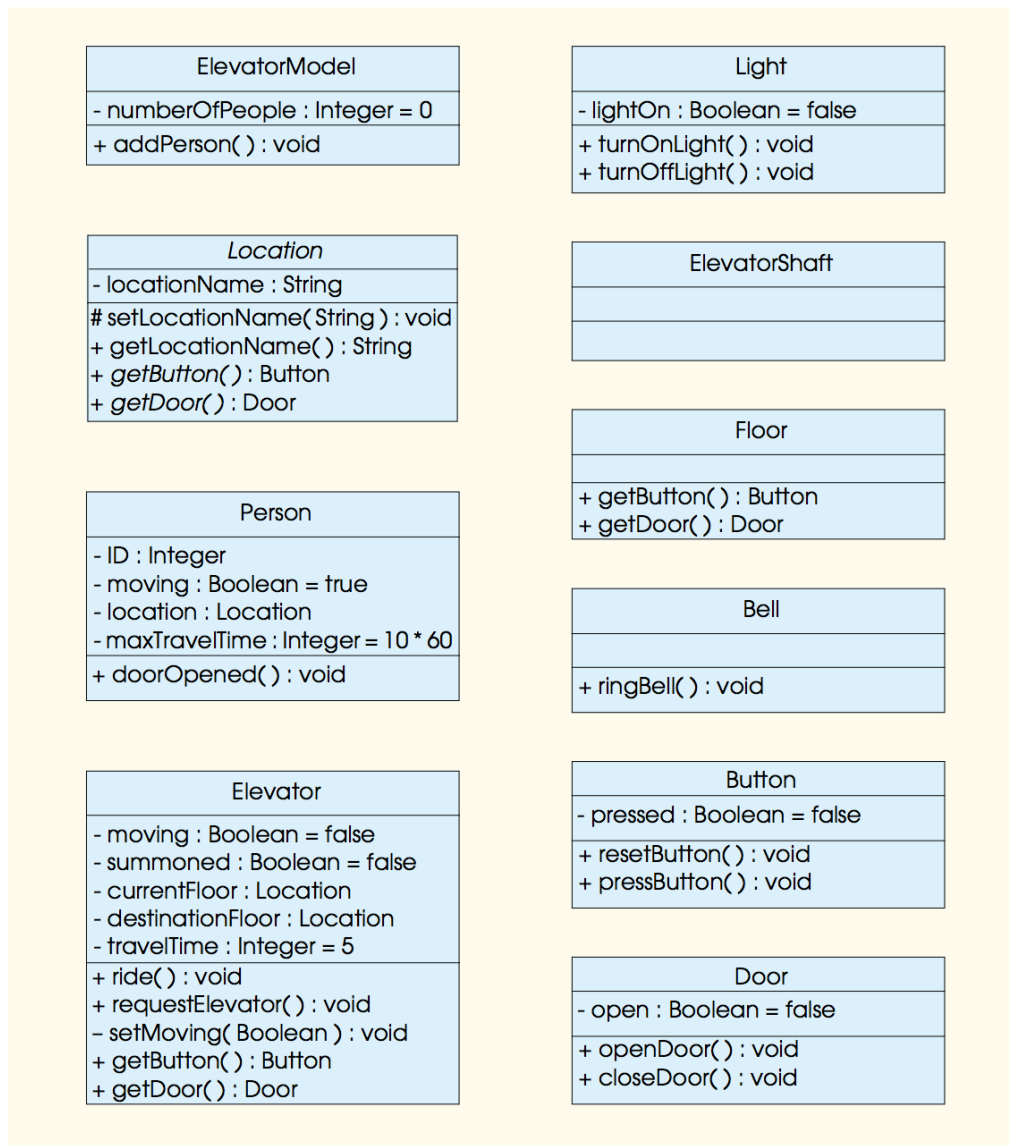 ElevatorModel
- numberOfPeople : Integer = 0
+ addPerson( ) : void
Location
- locationName : String
# setLocationName( String ) : void
+ getLocationName( ) : String
+ getButton( ) : Button
+ getDoor( ) : Door
Person
- ID : Integer
- moving : Boolean = true
- location : Location
- maxTravelTime : Integer = 10 * 60
+ doorOpened( ) : void
Elevator
- moving : Boolean = false
- summoned : Boolean = false
- currentFloor : Location
- destinationFloor : Location
- travelTime : Integer = 5
+ ride( ) : void
+ requestElevator( ) : void
– setMoving( Boolean ) : void
+ getButton( ) : Button
+ getDoor( ) : Door
Light
- lightOn : Boolean = false
+ turnOnLight( ) : void
+ turnOffLight( ) : void
ElevatorShaft
Floor
+ getButton( ) : Button
+ getDoor( ) : Door
Bell
+ ringBell( ) : void
Button
- pressed : Boolean = false
+ resetButton( ) : void
+ pressButton( ) : void
Door
- open : Boolean = false
+ openDoor( ) : void
+ closeDoor( ) : void